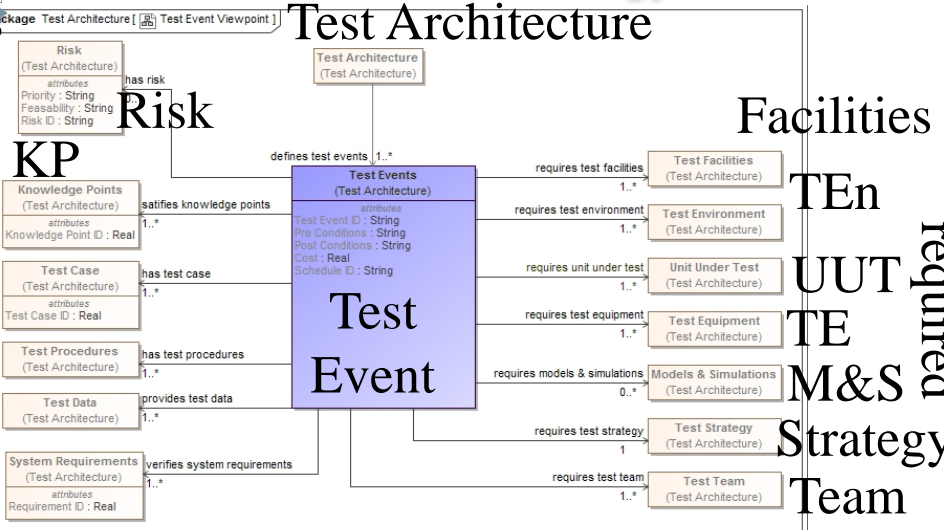 ckage Test Architecture [ Test Event Viewpoint ]
Test Architecture
Risk
(Test Architecture)
attributes
Priority : String
Feasability : String
Risk ID : String
has risk
0..
Risk
Test Architecture
(Test Architecture)
defines test events 1..*
KP
Knowledge Points
(Test Architecture)
attributes
Knowledge Point ID : Real
satifies knowledge points
1..*
Test Case
(Test Architecture)
attributes
Test Case ID : Real
has test case
1..*
Test Procedures
(Test Architecture)
has test procedures
1..*
Test Data
(Test Architecture)
provides test data
1..*
System Requirements
(Test Architecture)
attributes
Requirement ID : Real
verifies system requirements
1..*
Test Events
(Test Architecture)
attributes
Test Event ID : String
Pre Conditions : String
Post Conditions : String
Cost : Real
Schedule ID : String
Test
Event
Facilities
requires test facilities
1..*
Test Facilities
(Test Architecture)
TEn
requires test environment
1..*
Test Environment
(Test Architecture)
requires unit under test
1..*
Unit Under Test
(Test Architecture)
UUT
requires test equipment
1..*
Test Equipment
(Test Architecture)
TE
requires models & simulations
0..*
Models & Simulations
(Test Architecture)
M&S
requires test strategy
1
Test Strategy
(Test Architecture)
Strategy
requires test team
1..*
Test Team
(Test Architecture)
Team
required